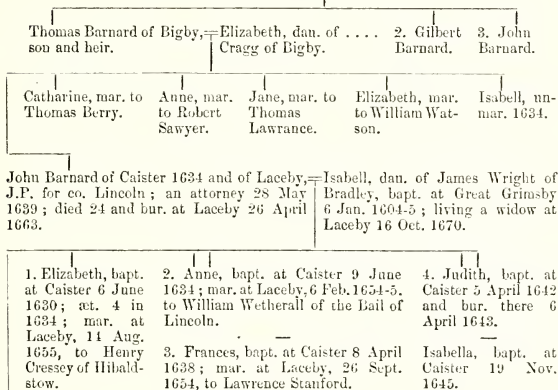 Thomas Barnard of Bigby,=Elizabeth, dau. of . . . .
son and heir. Cragg of Bigby.
2. Gilbert
Barnard.
3. John
Barnard.
Catharine, mar. to
Thomas Berry.
Anne, mar.
to Robert
Sawyer.
Jane, mar. to
Thomas
Lawrance.
Elizabeth, mar.
to William Wat-
son.
Isabell, un-
mar. 1634.
John Barnard of Caister 1634 and of Laceby,=
J.P. for co. Lincoln ; an attorney 28 May
1639 ; died 24 and bur. at Laceby 26 April
1663.
Isabell, dau. of James Wright of
Bradley, bapt. at Great Grimsby
6 Jan. 1604-5 ; living a widow at
Laceby 16 Oct. 1670.
1. Elizabeth, bapt.
at Caister 6 June
1630 ; æt. 4 in
1634 ; mar. at
Laceby, 14 Aug.
1655, to Henry
Cressey of Hibald-
stow.
2. Anne, bapt. at Caister 9 June
1634 ; mar. at Laceby, 6 Feb. 1654-5.
to William Wetherall of the Bail of
Lincoln.
3. Frances, bapt. at Caister 8 April
1638 ; mar. at Laceby, 26 Sept.
1654, to Lawrence Stanford.
4. Judith, bapt. at
Caister 5 April 1642
and bur. there 6
April 1643.
Isabella, bapt. at
Caister 19 Nov.
1645.